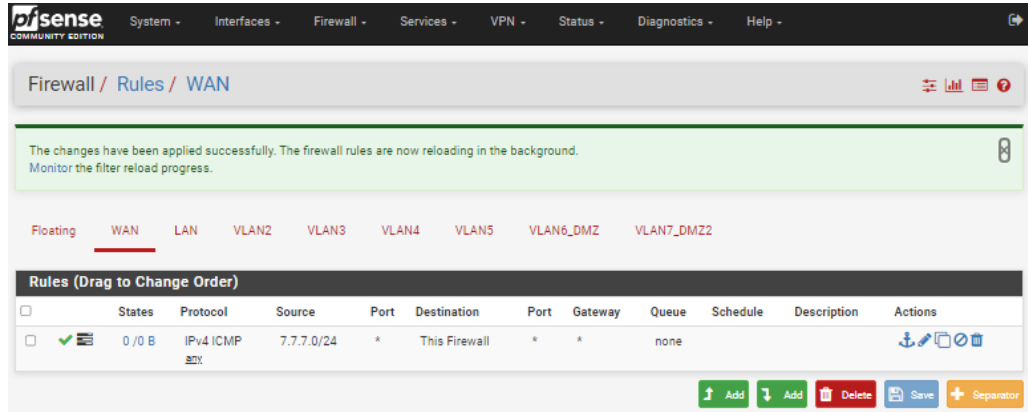 pfsense System Interfaces Firewall Services VPN Status Diagnostics Help
COMMUNITY EDITION
Firewall / Rules / WAN
The changes have been applied successfully. The firewall rules are now reloading in the background.
Monitor the filter reload progress.
Floating WAN LAN VLAN2 VLAN3 VLAN4 VLAN5 VLAN6_DMZ VLAN7_DMZ2
Rules (Drag to Change Order)
States Protocol Source Port Destination Port Gateway Queue Schedule Description Actions
0 /0 B IPv4 ICMP 7.7.7.0/24 * This Firewall * * none
any
Add Add Delete Save Separator